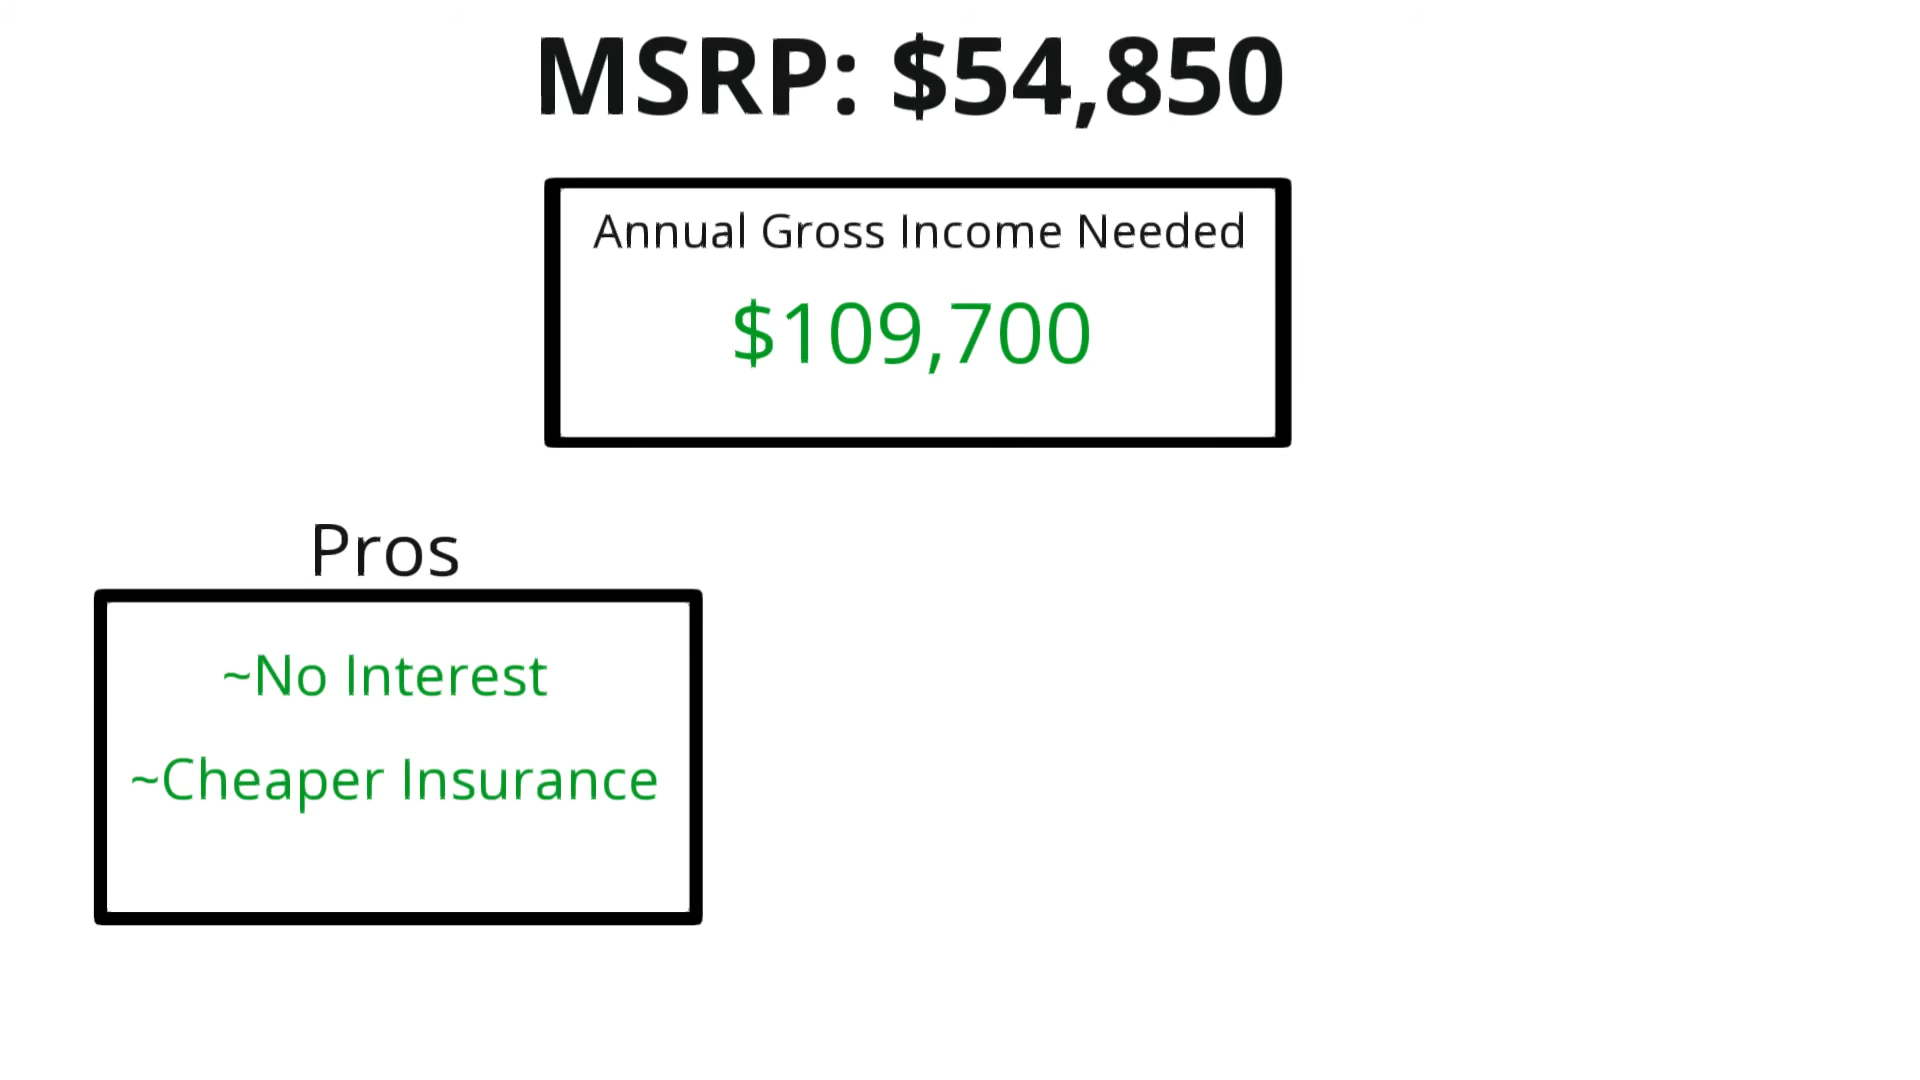 MSRP: $54,850
Annual Gross Income Needed
$109,700
Pros
~No Interest
~Cheaper Insurance